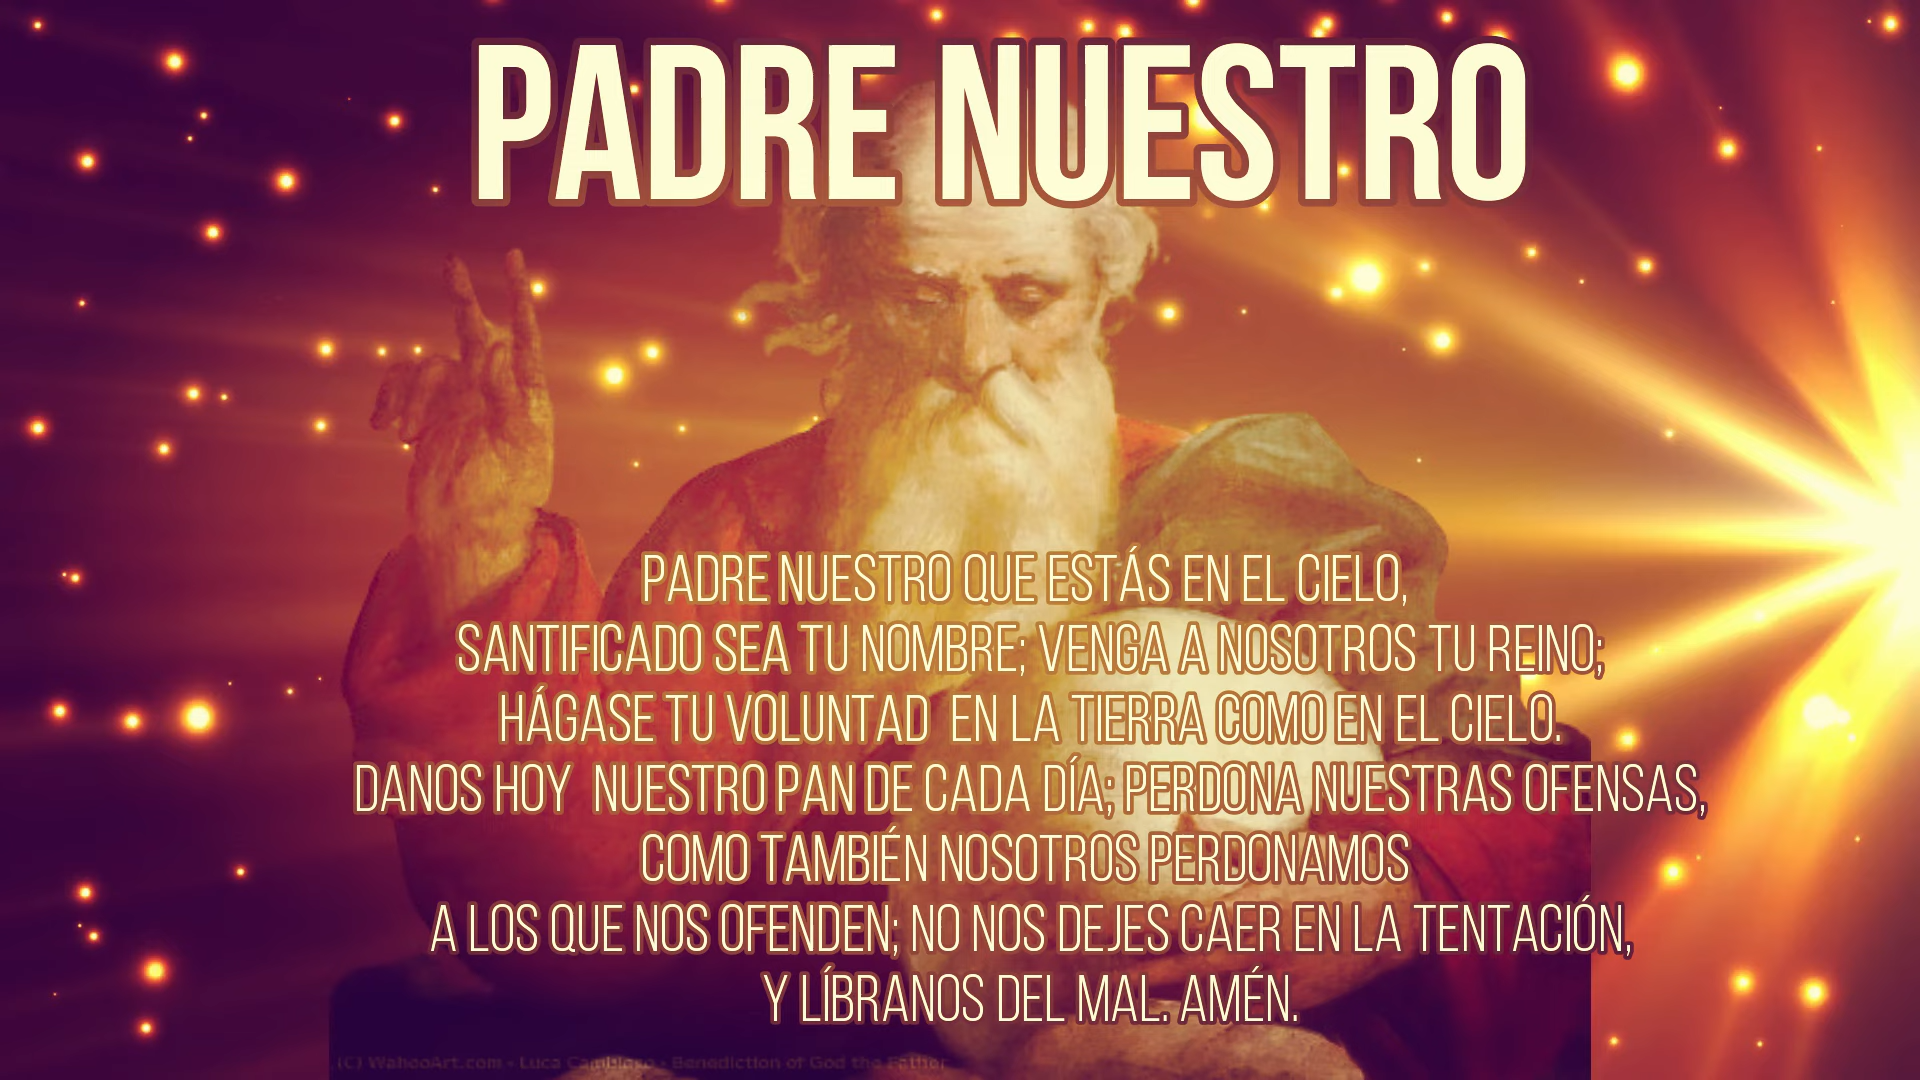 PADRE NUESTRO
PADRE NUESTRO QUE ESTÁS EN EL CIELO,
SANTIFICADO SEA TU NOMBRE; VENGA A NOSOTROS TU REINO;
HÁGASE TU VOLUNTAD EN LA TIERRA COMO EN EL CIELO.
DANOS HOY NUESTRO PAN DE CADA DÍA; PERDONA NUESTRAS OFENSAS,
COMO TAMBIÉN NOSOTROS PERDONAMOS
A LOS QUE NOS OFENDEN; NO NOS DEJES CAER EN LA TENTACIÓN,
Y LÍBRANOS DEL MAL. AMÉN.
(C) WahooArt.com - Luca Cambiaso - Benediction of God the Father